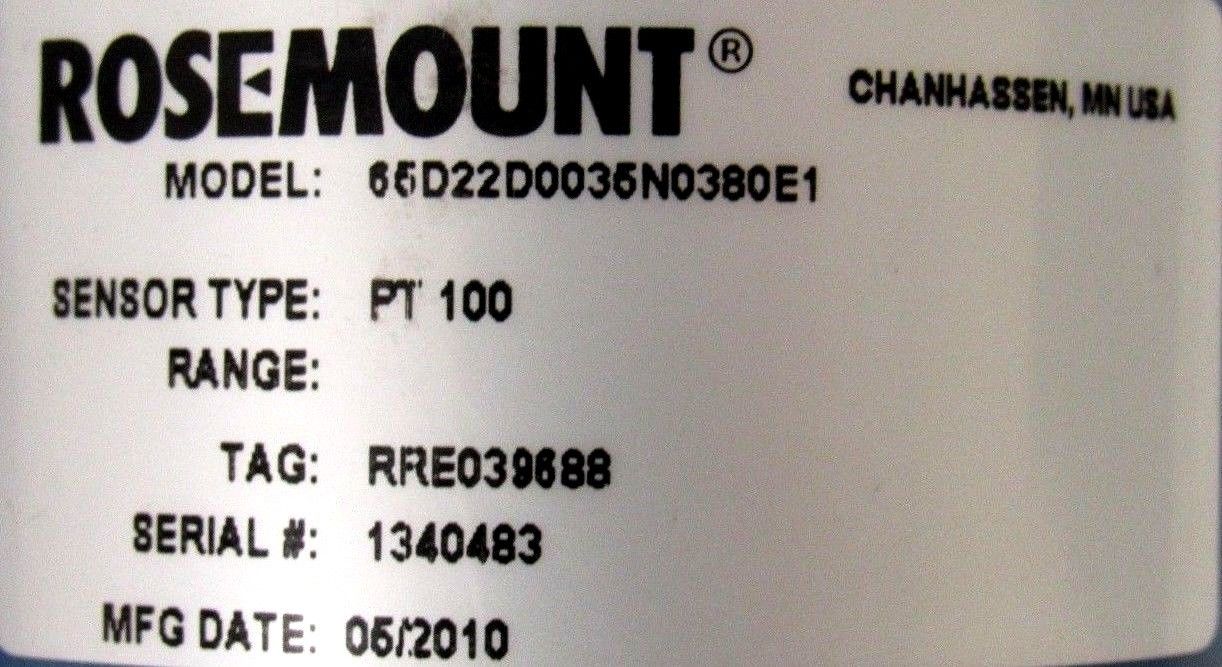 ROSEMOUNT®
CHANHASSEN, MN USA
MODEL: 65D22D0035N0380E1
SENSOR TYPE: PT 100
RANGE:
TAG: RRE039688
SERIAL #: 1340483
MFG DATE: 05/2010